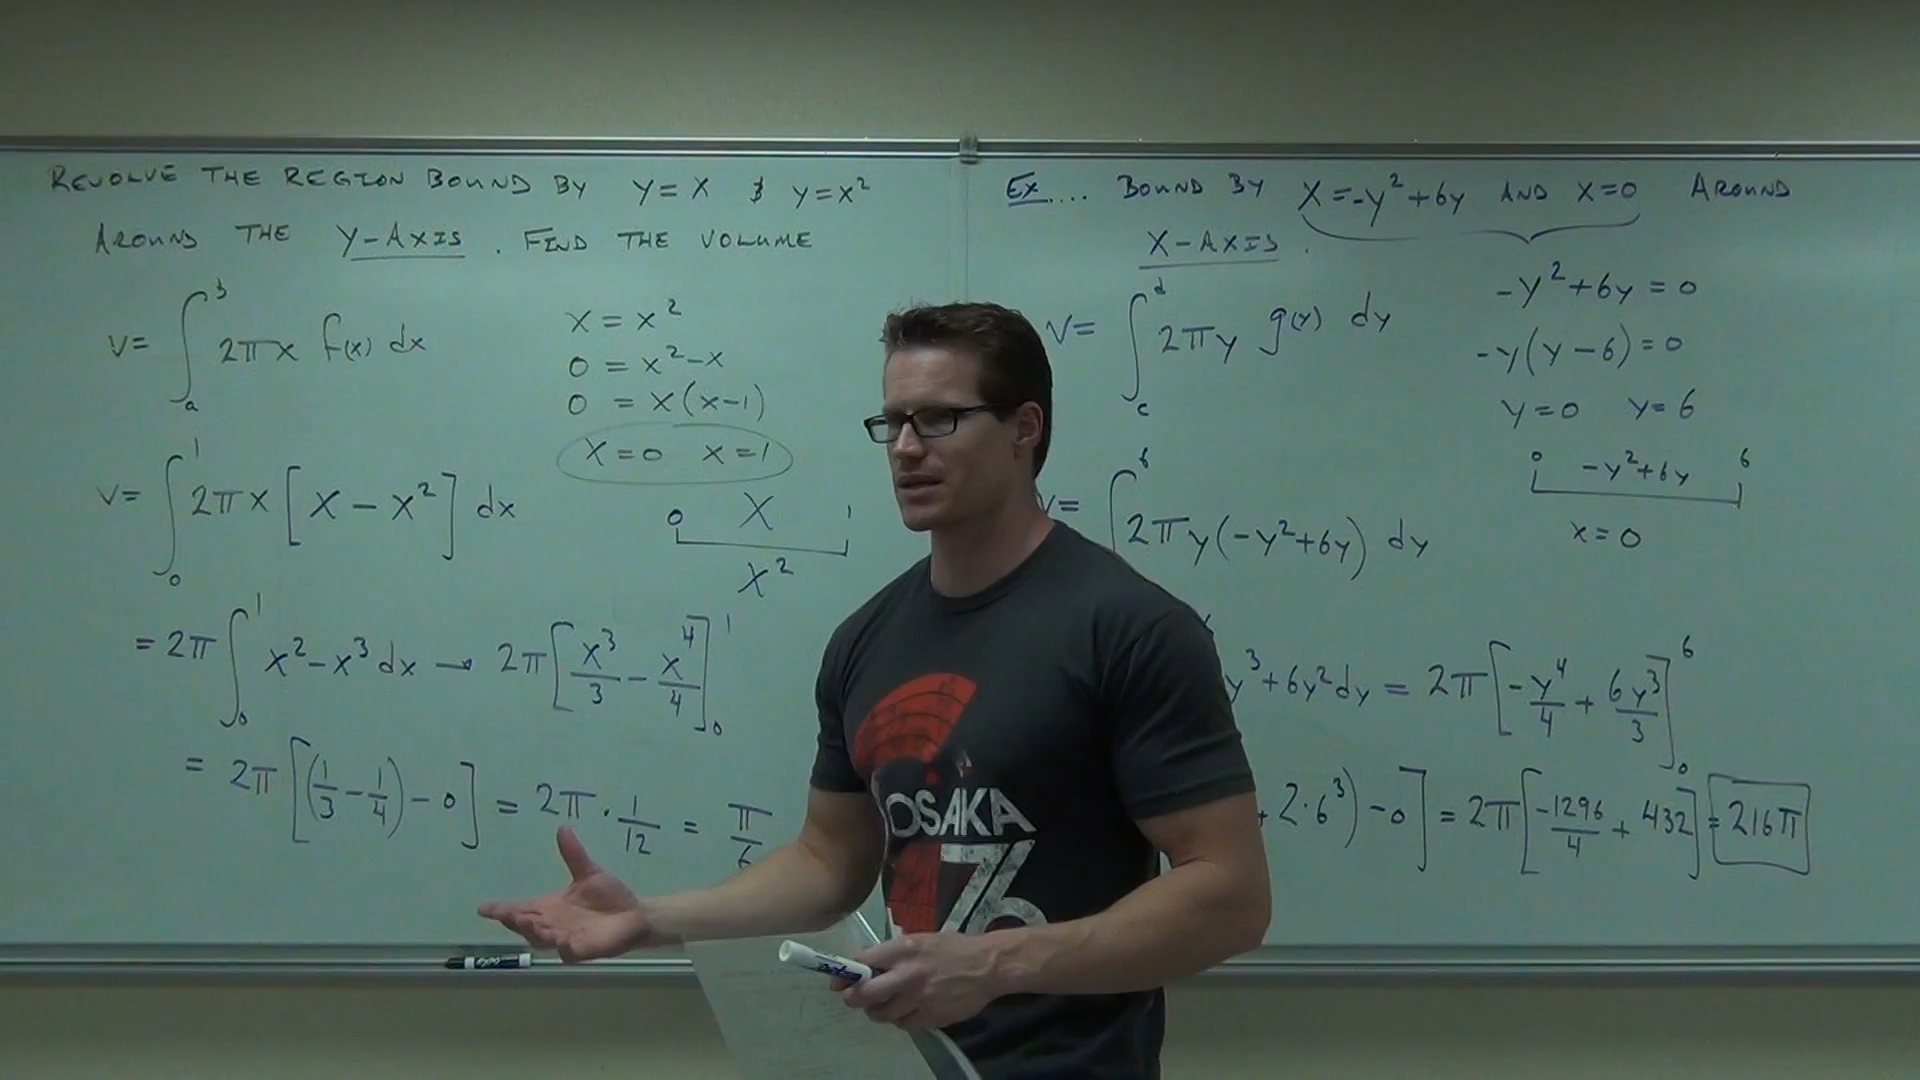 REVOLVE THE REGION BOUND BY Y=X & Y=X²
AROUND THE Y-AXIS. FIND THE VOLUME
V= ∫ₐᵇ 2πx f(x) dx
X = X²
0 = X²-X
0 = X(X-1)
X=0 X=1
V= ∫₀¹ 2πx [X - X²] dx
0 X 1
X²
= 2π ∫₀¹ X² - X³ dx → 2π [X³/3 - X⁴/4]₀¹
= 2π [(1/3 - 1/4) - 0] = 2π · 1/12 = π/6
EX.... BOUND BY X=-Y²+6Y AND X=0 AROUND
X-AXIS.
V= ∫ 2πy g(y) dy
d
c
-Y²+6Y = 0
-Y(Y-6) = 0
Y=0 Y=6
0 -Y²+6Y 6
X=0
V= ∫⁶ 2πy(-y²+6y) dy
y³+6y²dy = 2π [-y⁴/4 + 6y³/3]₀⁶
+ 2·6³) - 0] = 2π [-1296/4 + 432] = 216π
OSAKA
76
EXPO